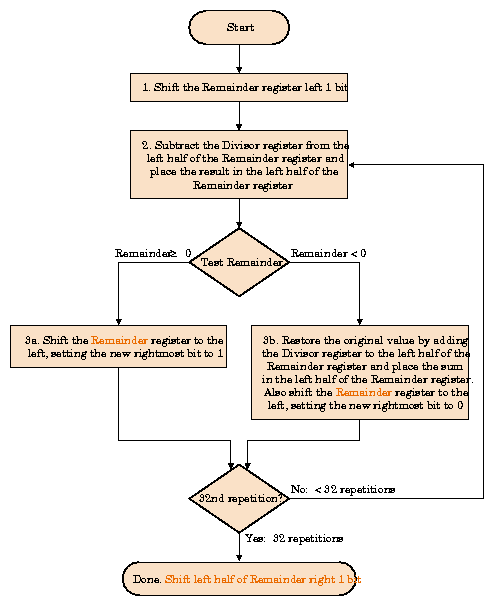 Start
1. Shift the Remainder register left 1 bit
2. Subtract the Divisor register from the
left half of the Remainder register and
place the result in the left half of the
Remainder register
Remainder≥ 0
Remainder < 0
Test Remainder
3a. Shift the Remainder register to the
left, setting the new rightmost bit to 1
3b. Restore the original value by adding
the Divisor register to the left half of the
Remainder register and place the sum
in the left half of the Remainder register.
Also shift the Remainder register to the
left, setting the new rightmost bit to 0
32nd repetition?
No: < 32 repetitions
Yes: 32 repetitions
Done. Shift left half of Remainder right 1 bit